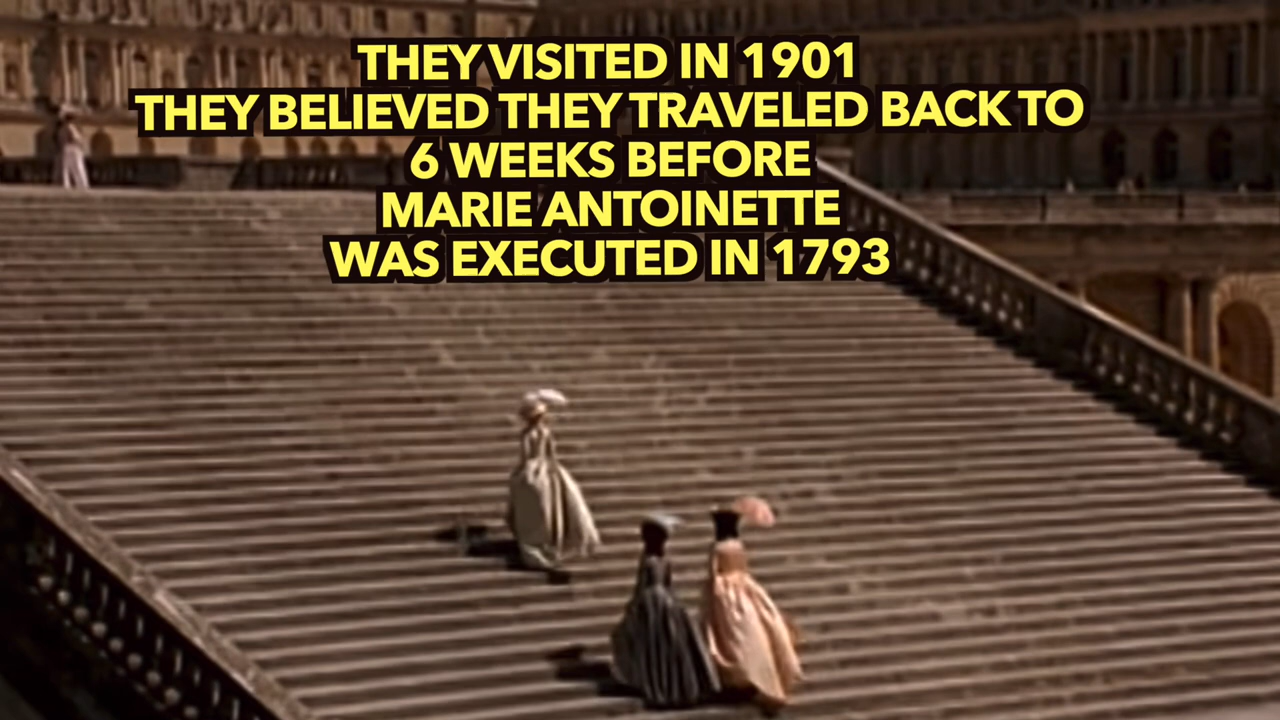 THEY VISITED IN 1901
THEY BELIEVED THEY TRAVELED BACK TO
6 WEEKS BEFORE
MARIE ANTOINETTE
WAS EXECUTED IN 1793